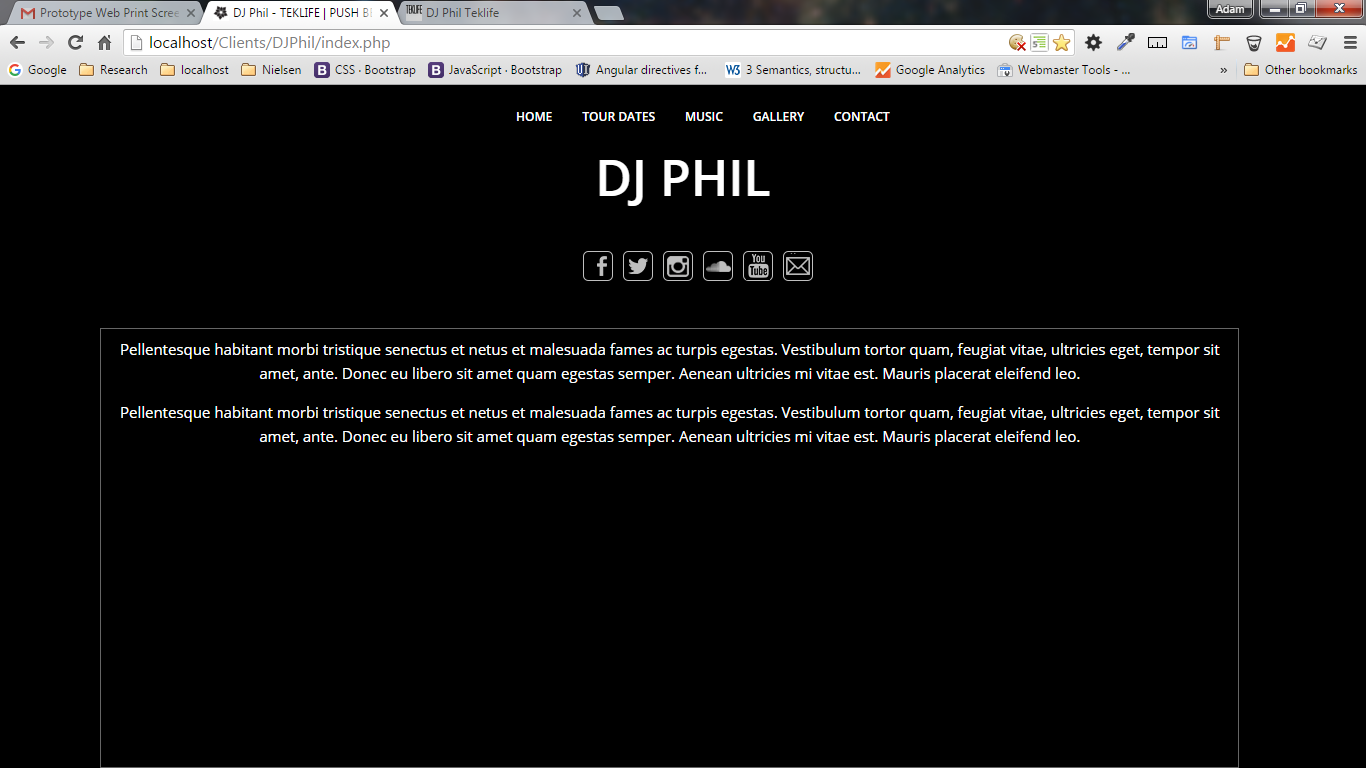 Prototype Web Print Scree
DJ Phil - TEKLIFE | PUSH BE
TEKLIFE
DJ Phil Teklife
Adam
localhost/Clients/DJPhil/index.php
Google
Research
localhost
Nielsen
B CSS · Bootstrap
B JavaScript · Bootstrap
Angular directives f...
W3 3 Semantics, structu...
Google Analytics
Webmaster Tools - ...
»
Other bookmarks
HOME TOUR DATES MUSIC GALLERY CONTACT
DJ PHIL
You Tube
Pellentesque habitant morbi tristique senectus et netus et malesuada fames ac turpis egestas. Vestibulum tortor quam, feugiat vitae, ultricies eget, tempor sit
amet, ante. Donec eu libero sit amet quam egestas semper. Aenean ultricies mi vitae est. Mauris placerat eleifend leo.
Pellentesque habitant morbi tristique senectus et netus et malesuada fames ac turpis egestas. Vestibulum tortor quam, feugiat vitae, ultricies eget, tempor sit
amet, ante. Donec eu libero sit amet quam egestas semper. Aenean ultricies mi vitae est. Mauris placerat eleifend leo.